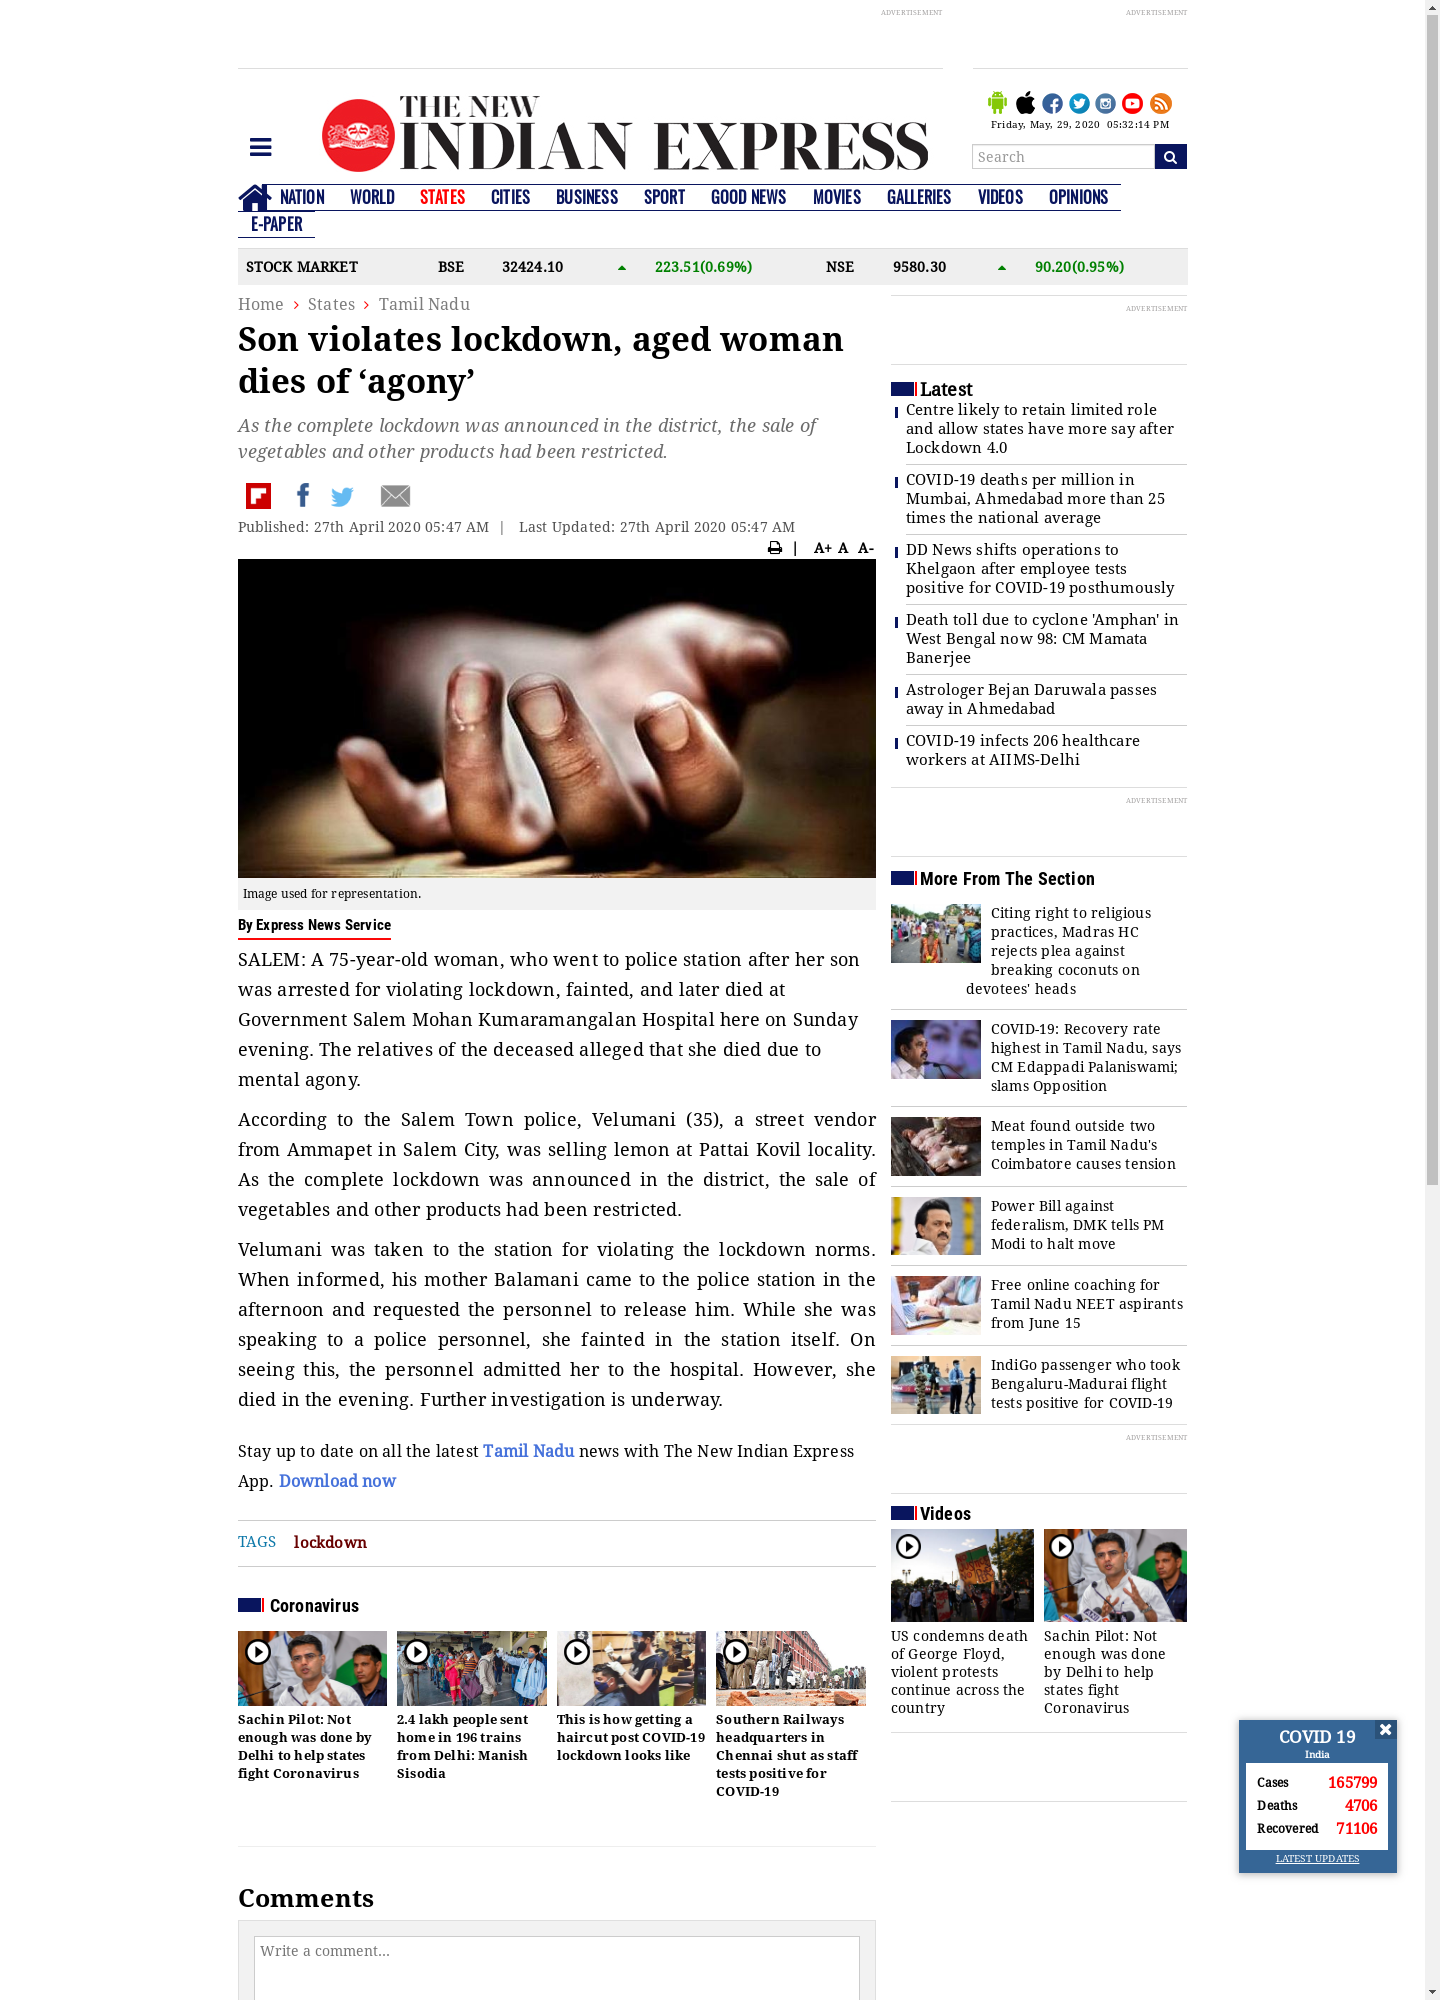 ADVERTISEMENT
ADVERTISEMENT
THE NEW
INDIAN EXPRESS
Friday, May, 29, 2020 05:32:14 PM
Search
NATION WORLD STATES CITIES BUSINESS SPORT GOOD NEWS MOVIES GALLERIES VIDEOS OPINIONS
E-PAPER
STOCK MARKET BSE 32424.10 223.51(0.69%) NSE 9580.30 90.20(0.95%)
Home > States > Tamil Nadu
Son violates lockdown, aged woman
dies of ‘agony’
As the complete lockdown was announced in the district, the sale of
vegetables and other products had been restricted.
Published: 27th April 2020 05:47 AM | Last Updated: 27th April 2020 05:47 AM
| A+ A A-
Image used for representation.
By Express News Service
SALEM: A 75-year-old woman, who went to police station after her son
was arrested for violating lockdown, fainted, and later died at
Government Salem Mohan Kumaramangalan Hospital here on Sunday
evening. The relatives of the deceased alleged that she died due to
mental agony.
According to the Salem Town police, Velumani (35), a street vendor
from Ammapet in Salem City, was selling lemon at Pattai Kovil locality.
As the complete lockdown was announced in the district, the sale of
vegetables and other products had been restricted.
Velumani was taken to the station for violating the lockdown norms.
When informed, his mother Balamani came to the police station in the
afternoon and requested the personnel to release him. While she was
speaking to a police personnel, she fainted in the station itself. On
seeing this, the personnel admitted her to the hospital. However, she
died in the evening. Further investigation is underway.
Stay up to date on all the latest Tamil Nadu news with The New Indian Express
App. Download now
TAGS lockdown
Coronavirus
Sachin Pilot: Not
enough was done by
Delhi to help states
fight Coronavirus
2.4 lakh people sent
home in 196 trains
from Delhi: Manish
Sisodia
This is how getting a
haircut post COVID-19
lockdown looks like
Southern Railways
headquarters in
Chennai shut as staff
tests positive for
COVID-19
Comments
Write a comment...
ADVERTISEMENT
Latest
Centre likely to retain limited role
and allow states have more say after
Lockdown 4.0
COVID-19 deaths per million in
Mumbai, Ahmedabad more than 25
times the national average
DD News shifts operations to
Khelgaon after employee tests
positive for COVID-19 posthumously
Death toll due to cyclone 'Amphan' in
West Bengal now 98: CM Mamata
Banerjee
Astrologer Bejan Daruwala passes
away in Ahmedabad
COVID-19 infects 206 healthcare
workers at AIIMS-Delhi
ADVERTISEMENT
More From The Section
Citing right to religious
practices, Madras HC
rejects plea against
breaking coconuts on
devotees' heads
COVID-19: Recovery rate
highest in Tamil Nadu, says
CM Edappadi Palaniswami;
slams Opposition
Meat found outside two
temples in Tamil Nadu's
Coimbatore causes tension
Power Bill against
federalism, DMK tells PM
Modi to halt move
Free online coaching for
Tamil Nadu NEET aspirants
from June 15
IndiGo passenger who took
Bengaluru-Madurai flight
tests positive for COVID-19
ADVERTISEMENT
Videos
US condemns death
of George Floyd,
violent protests
continue across the
country
Sachin Pilot: Not
enough was done
by Delhi to help
states fight
Coronavirus
COVID 19
India
Cases 165799
Deaths 4706
Recovered 71106
LATEST UPDATES